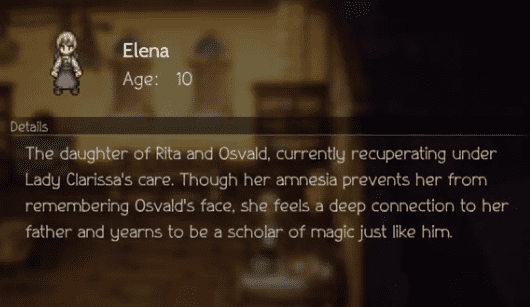 Elena
Age: 10
Details
The daughter of Rita and Osvald, currently recuperating under
Lady Clarissa's care. Though her amnesia prevents her from
remembering Osvald's face, she feels a deep connection to her
father and yearns to be a scholar of magic just like him.